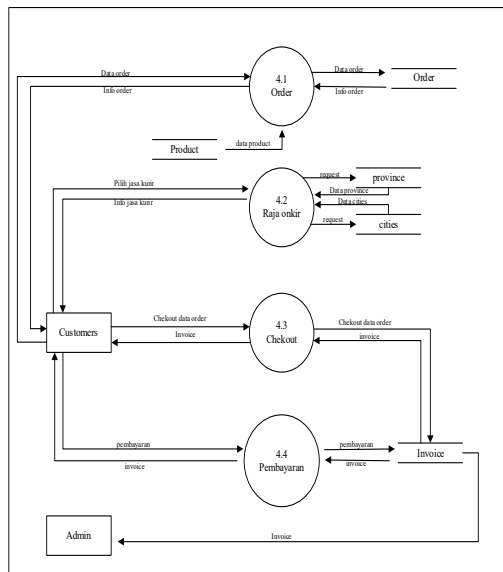 Data order
Info order
4.1
Order
Data order
Info order
Order
Product
data product
Pilih jasa kurir
Info jasa kurir
4.2
Raja onkir
request
province
Data province
Data cities
request
cities
Customers
Chekout data order
Invoice
4.3
Chekout
Chekout data order
invoice
pembayaran
invoice
4.4
Pembayaran
pembayaran
invoice
Invoice
Admin
Invoice